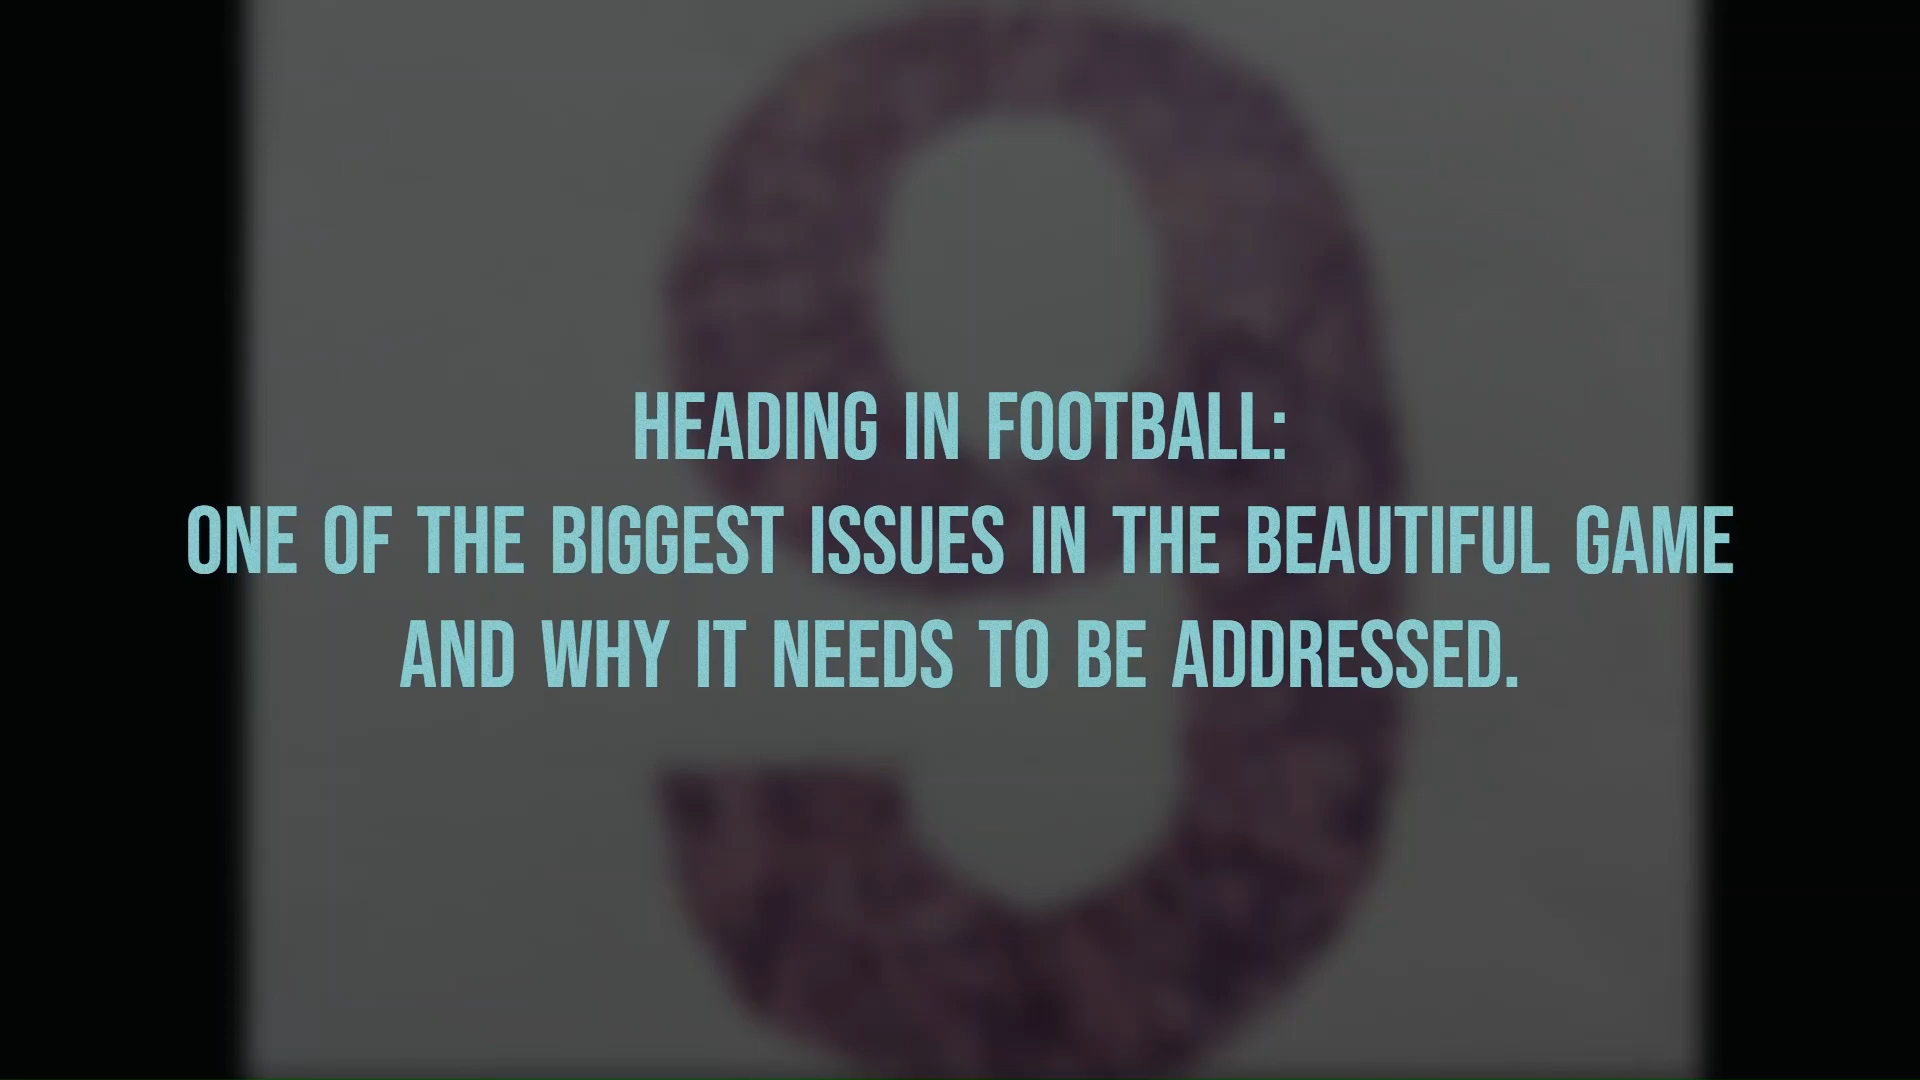 HEADING IN FOOTBALL:
ONE OF THE BIGGEST ISSUES IN THE BEAUTIFUL GAME
AND WHY IT NEEDS TO BE ADDRESSED.
9